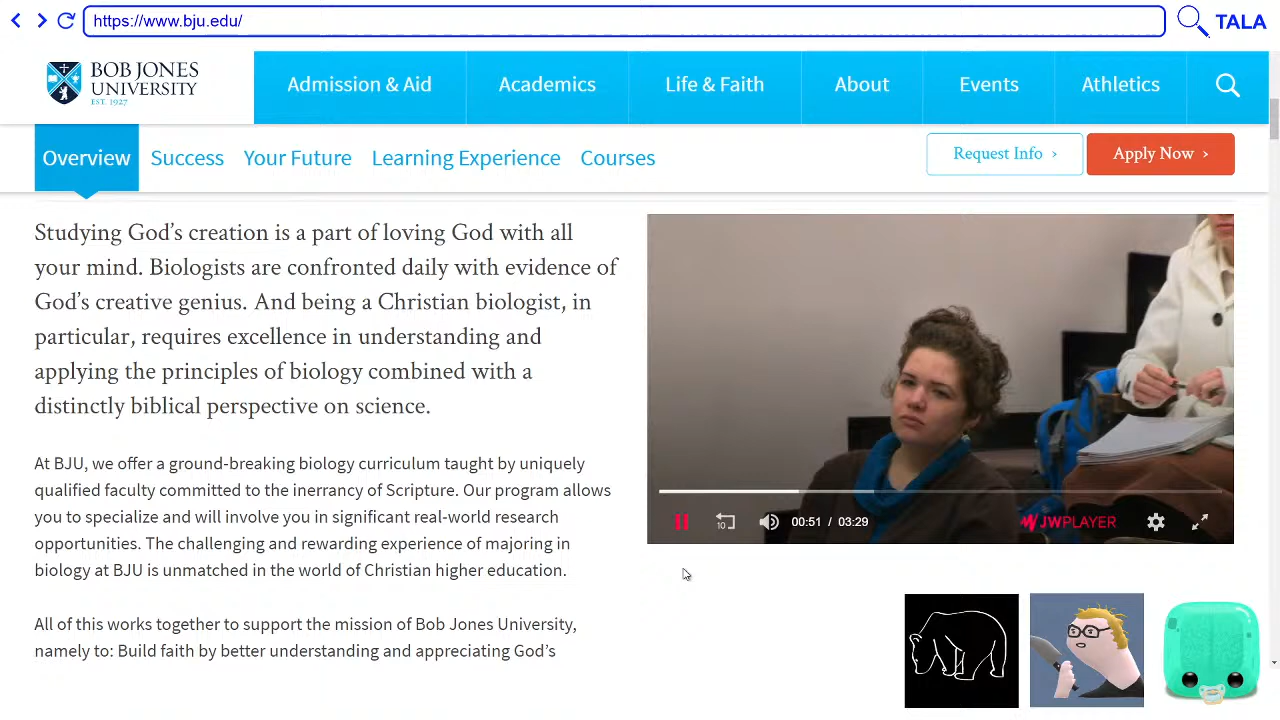 https://www.bju.edu/
TALA
BOB JONES
UNIVERSITY
EST. 1927
Admission & Aid
Academics
Life & Faith
About
Events
Athletics
Overview
Success
Your Future
Learning Experience
Courses
Request Info ›
Apply Now ›
Studying God’s creation is a part of loving God with all
your mind. Biologists are confronted daily with evidence of
God’s creative genius. And being a Christian biologist, in
particular, requires excellence in understanding and
applying the principles of biology combined with a
distinctly biblical perspective on science.
At BJU, we offer a ground-breaking biology curriculum taught by uniquely
qualified faculty committed to the inerrancy of Scripture. Our program allows
you to specialize and will involve you in significant real-world research
opportunities. The challenging and rewarding experience of majoring in
biology at BJU is unmatched in the world of Christian higher education.
All of this works together to support the mission of Bob Jones University,
namely to: Build faith by better understanding and appreciating God’s
10
00:51 / 03:29
JWPLAYER